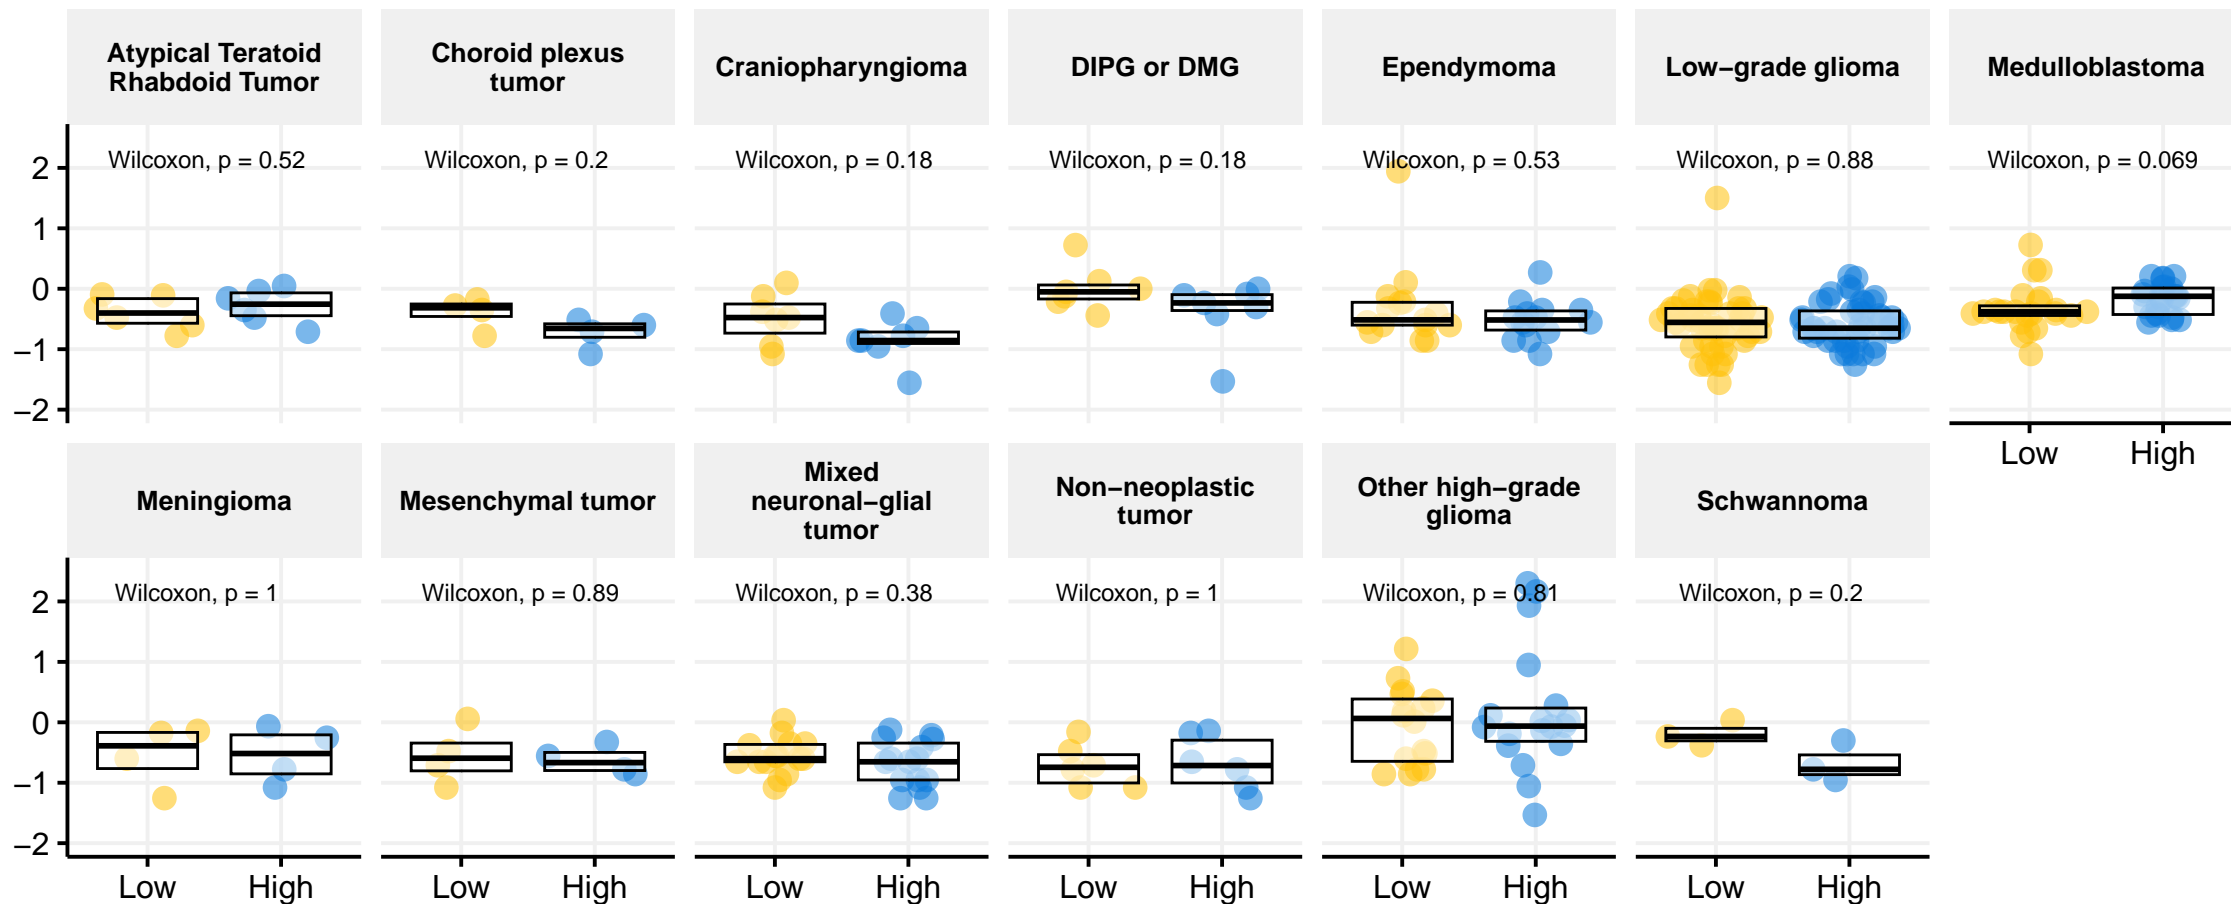 Atypical Teratoid
Rhabdoid Tumor
Choroid plexus
tumor
Craniopharyngioma
DIPG or DMG
Ependymoma
Low−grade glioma
Medulloblastoma
Wilcoxon, p = 0.52
Wilcoxon, p = 0.2
Wilcoxon, p = 0.18
Wilcoxon, p = 0.18
Wilcoxon, p = 0.53
Wilcoxon, p = 0.88
Wilcoxon, p = 0.069
2
1
0
−1
−2
Low
High
Meningioma
Mesenchymal tumor
Mixed
neuronal−glial
tumor
Non−neoplastic
tumor
Other high−grade
glioma
Schwannoma
Wilcoxon, p = 1
Wilcoxon, p = 0.89
Wilcoxon, p = 0.38
Wilcoxon, p = 1
Wilcoxon, p = 0.81
Wilcoxon, p = 0.2
2
1
0
−1
−2
Low
High
Low
High
Low
High
Low
High
Low
High
Low
High